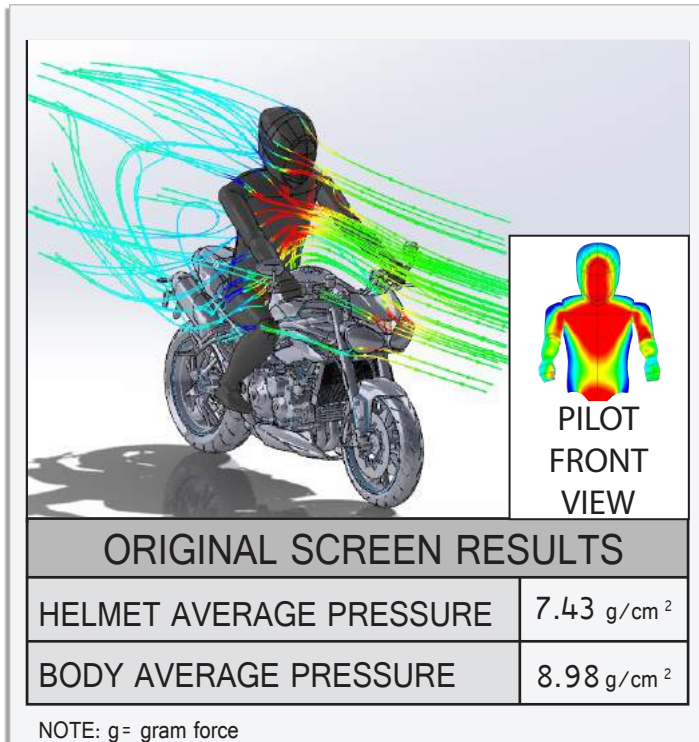 PILOT
FRONT
VIEW
ORIGINAL SCREEN RESULTS
HELMET AVERAGE PRESSURE 7.43 g/cm²
BODY AVERAGE PRESSURE 8.98 g/cm²
NOTE: g= gram force